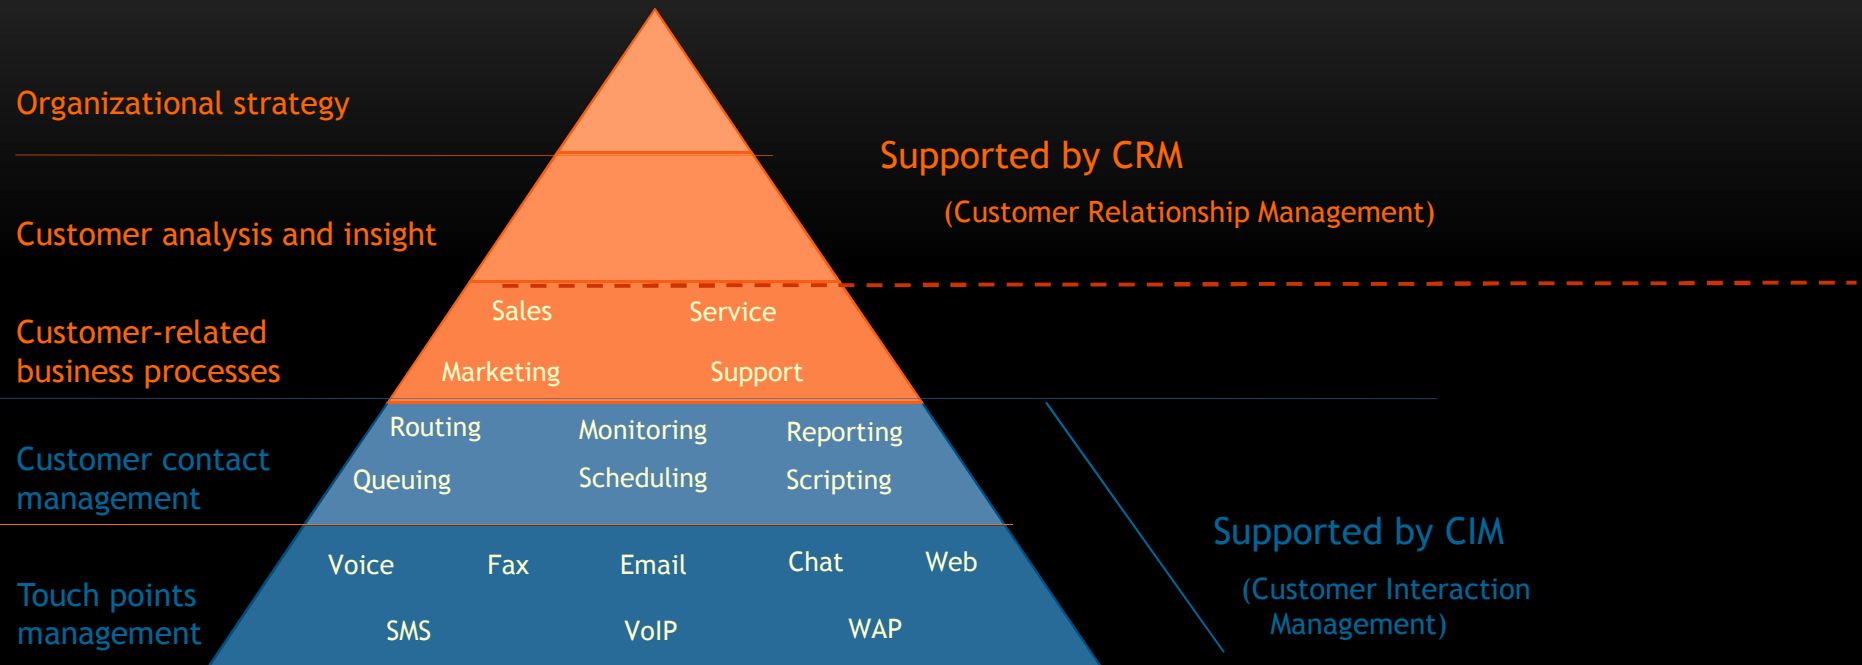 Organizational strategy
Supported by CRM
(Customer Relationship Management)
Customer analysis and insight
Customer-related
business processes
Sales Service
Marketing Support
Customer contact
management
Routing Monitoring Reporting
Queuing Scheduling Scripting
Supported by CIM
(Customer Interaction
Management)
Touch points
management
Voice Fax Email Chat Web
SMS VoIP WAP